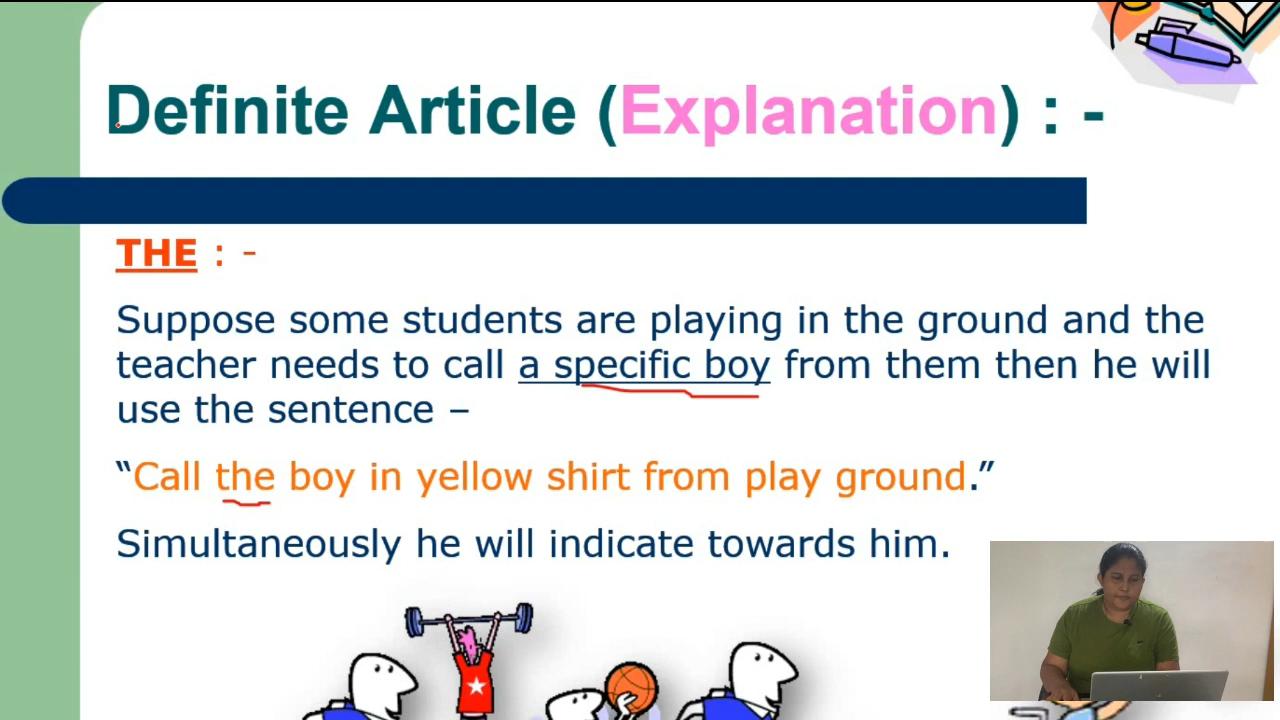 Definite Article (Explanation) : -
THE : -
Suppose some students are playing in the ground and the
teacher needs to call a specific boy from them then he will
use the sentence –
“Call the boy in yellow shirt from play ground.”
Simultaneously he will indicate towards him.